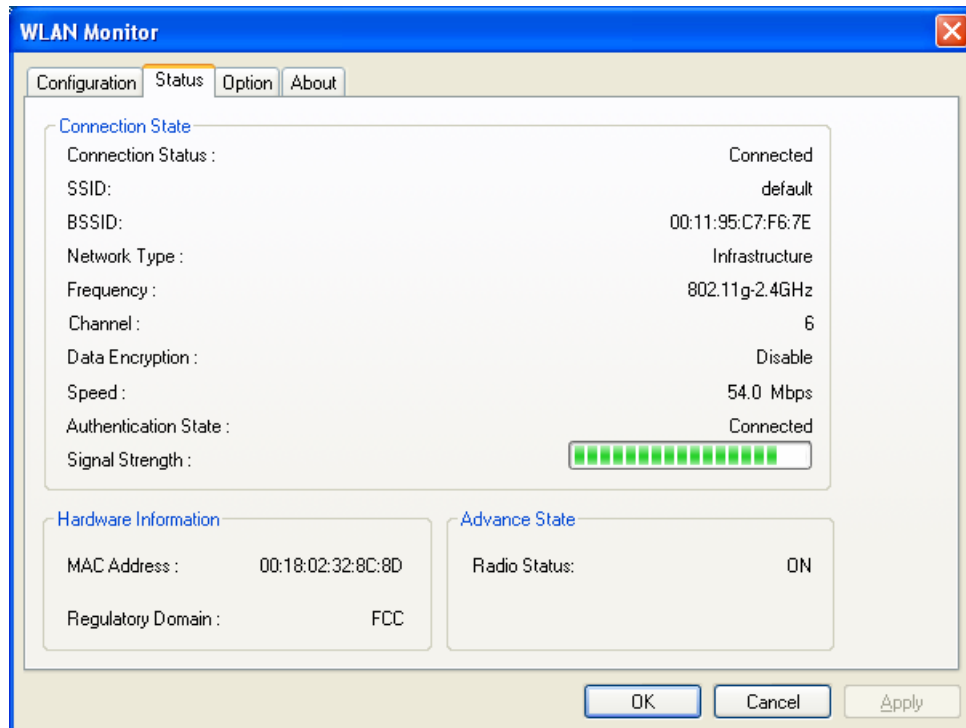 WLAN Monitor
Configuration Status Option About
Connection State
Connection Status : Connected
SSID: default
BSSID: 00:11:95:C7:F6:7E
Network Type : Infrastructure
Frequency : 802.11g-2.4GHz
Channel : 6
Data Encryption : Disable
Speed : 54.0 Mbps
Authentication State : Connected
Signal Strength :
Hardware Information
MAC Address : 00:18:02:32:8C:8D
Regulatory Domain : FCC
Advance State
Radio Status: ON
OK Cancel Apply